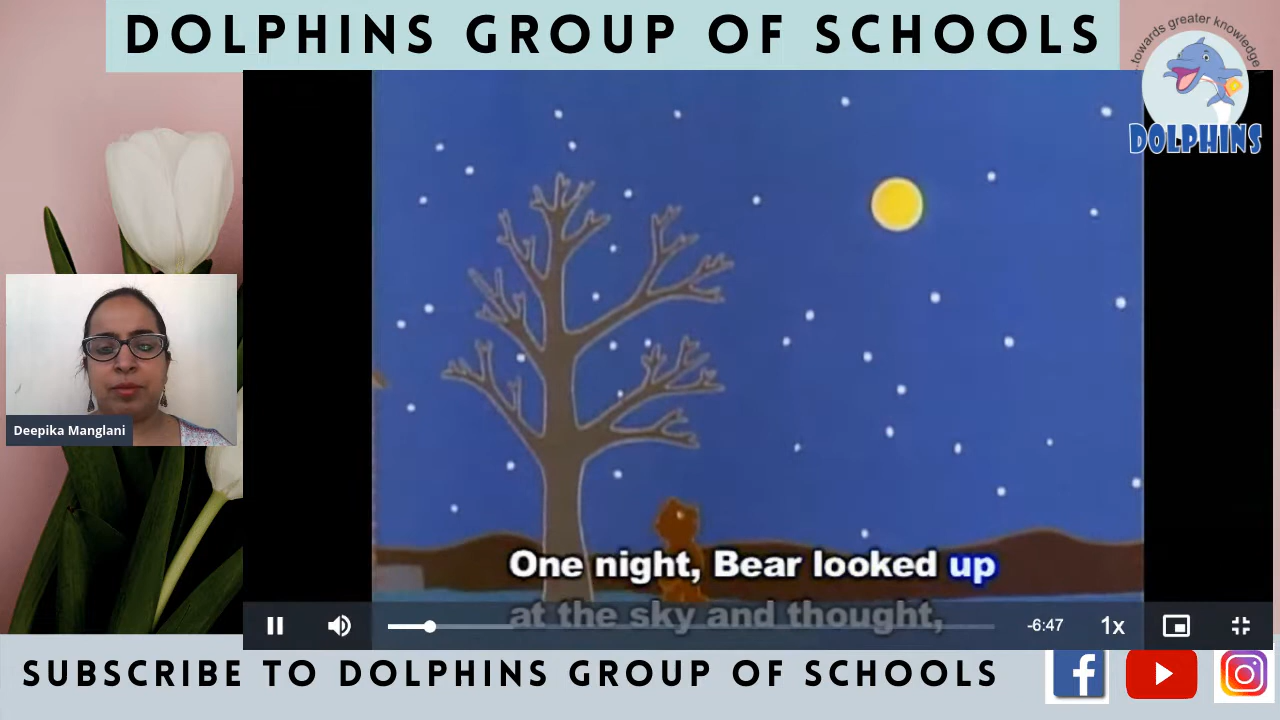 DOLPHINS GROUP OF SCHOOLS
towards greater knowledge
DOLPHINS
Deepika Manglani
One night, Bear looked up
at the sky and thought,
-6:47
1x
SUBSCRIBE TO DOLPHINS GROUP OF SCHOOLS